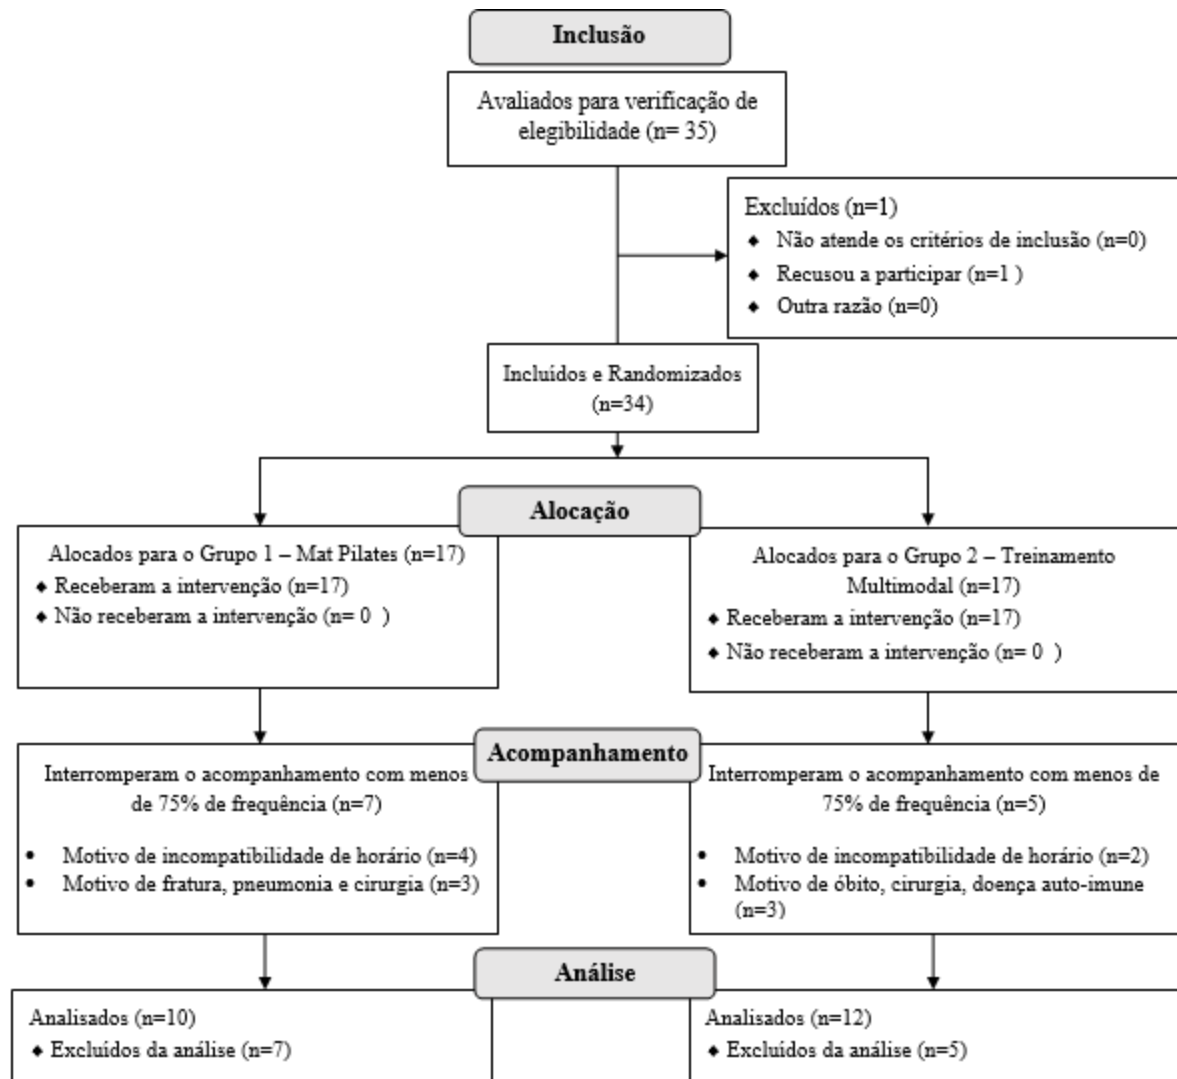 Inclusão
Avaliados para verificação de
elegibilidade (n= 35)
Excluídos (n=1)
◆ Não atende os critérios de inclusão (n=0)
◆ Recusou a participar (n=1 )
◆ Outra razão (n=0)
Incluídos e Randomizados
(n=34)
Alocação
Alocados para o Grupo 1 – Mat Pilates (n=17)
◆ Receberam a intervenção (n=17)
◆ Não receberam a intervenção (n= 0 )
Alocados para o Grupo 2 – Treinamento
Multimodal (n=17)
◆ Receberam a intervenção (n=17)
◆ Não receberam a intervenção (n= 0 )
Acompanhamento
Interromperam o acompanhamento com menos
de 75% de frequência (n=7)
• Motivo de incompatibilidade de horário (n=4)
• Motivo de fratura, pneumonia e cirurgia (n=3)
Interromperam o acompanhamento com menos de
75% de frequência (n=5)
• Motivo de incompatibilidade de horário (n=2)
• Motivo de óbito, cirurgia, doença auto-imune
(n=3)
Análise
Analisados (n=10)
◆ Excluídos da análise (n=7)
Analisados (n=12)
◆ Excluídos da análise (n=5)